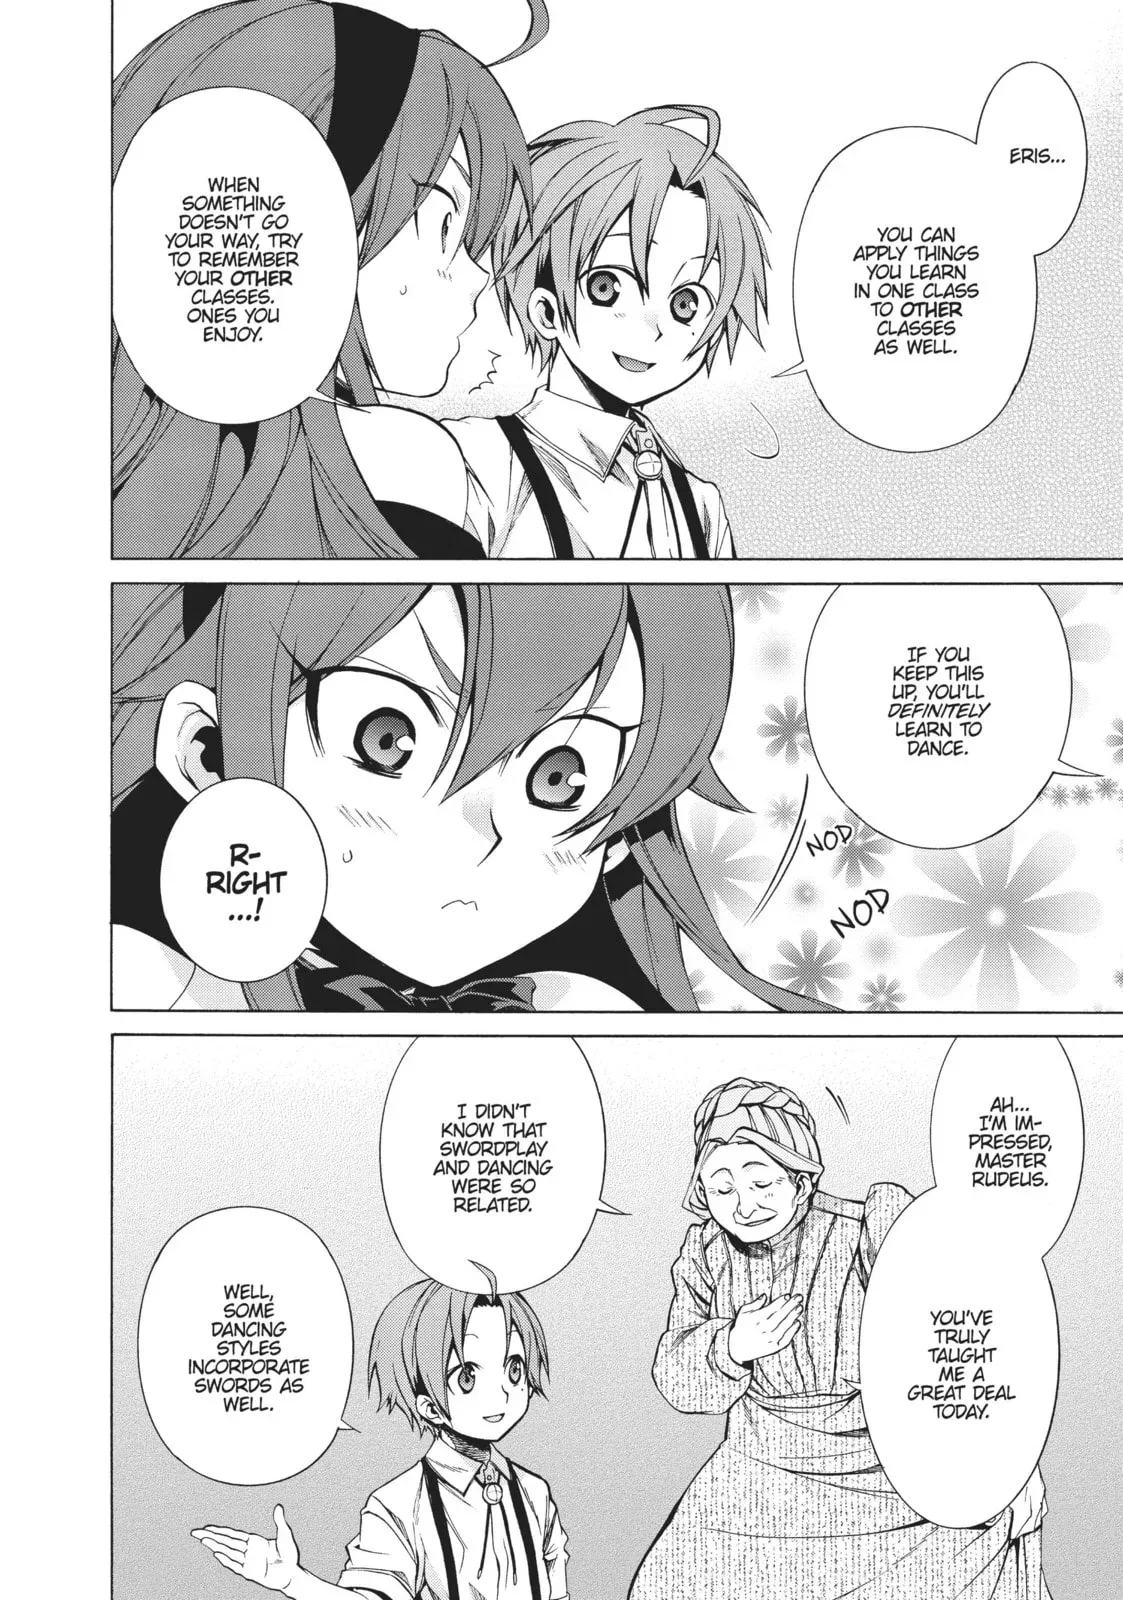 ERIS...
YOU CAN
APPLY THINGS
YOU LEARN
IN ONE CLASS
TO OTHER
CLASSES
AS WELL.
WHEN
SOMETHING
DOESN'T GO
YOUR WAY, TRY
TO REMEMBER
YOUR OTHER
CLASSES.
ONES YOU
ENJOY.
IF YOU
KEEP THIS
UP, YOU'LL
DEFINITELY
LEARN TO
DANCE.
NOD
NOD
R-
RIGHT
...!
AH...
I'M IM-
PRESSED,
MASTER
RUDEUS.
YOU'VE
TRULY
TAUGHT
ME A
GREAT DEAL
TODAY.
I DIDN'T
KNOW THAT
SWORDPLAY
AND DANCING
WERE SO
RELATED.
WELL,
SOME
DANCING
STYLES
INCORPORATE
SWORDS AS
WELL.